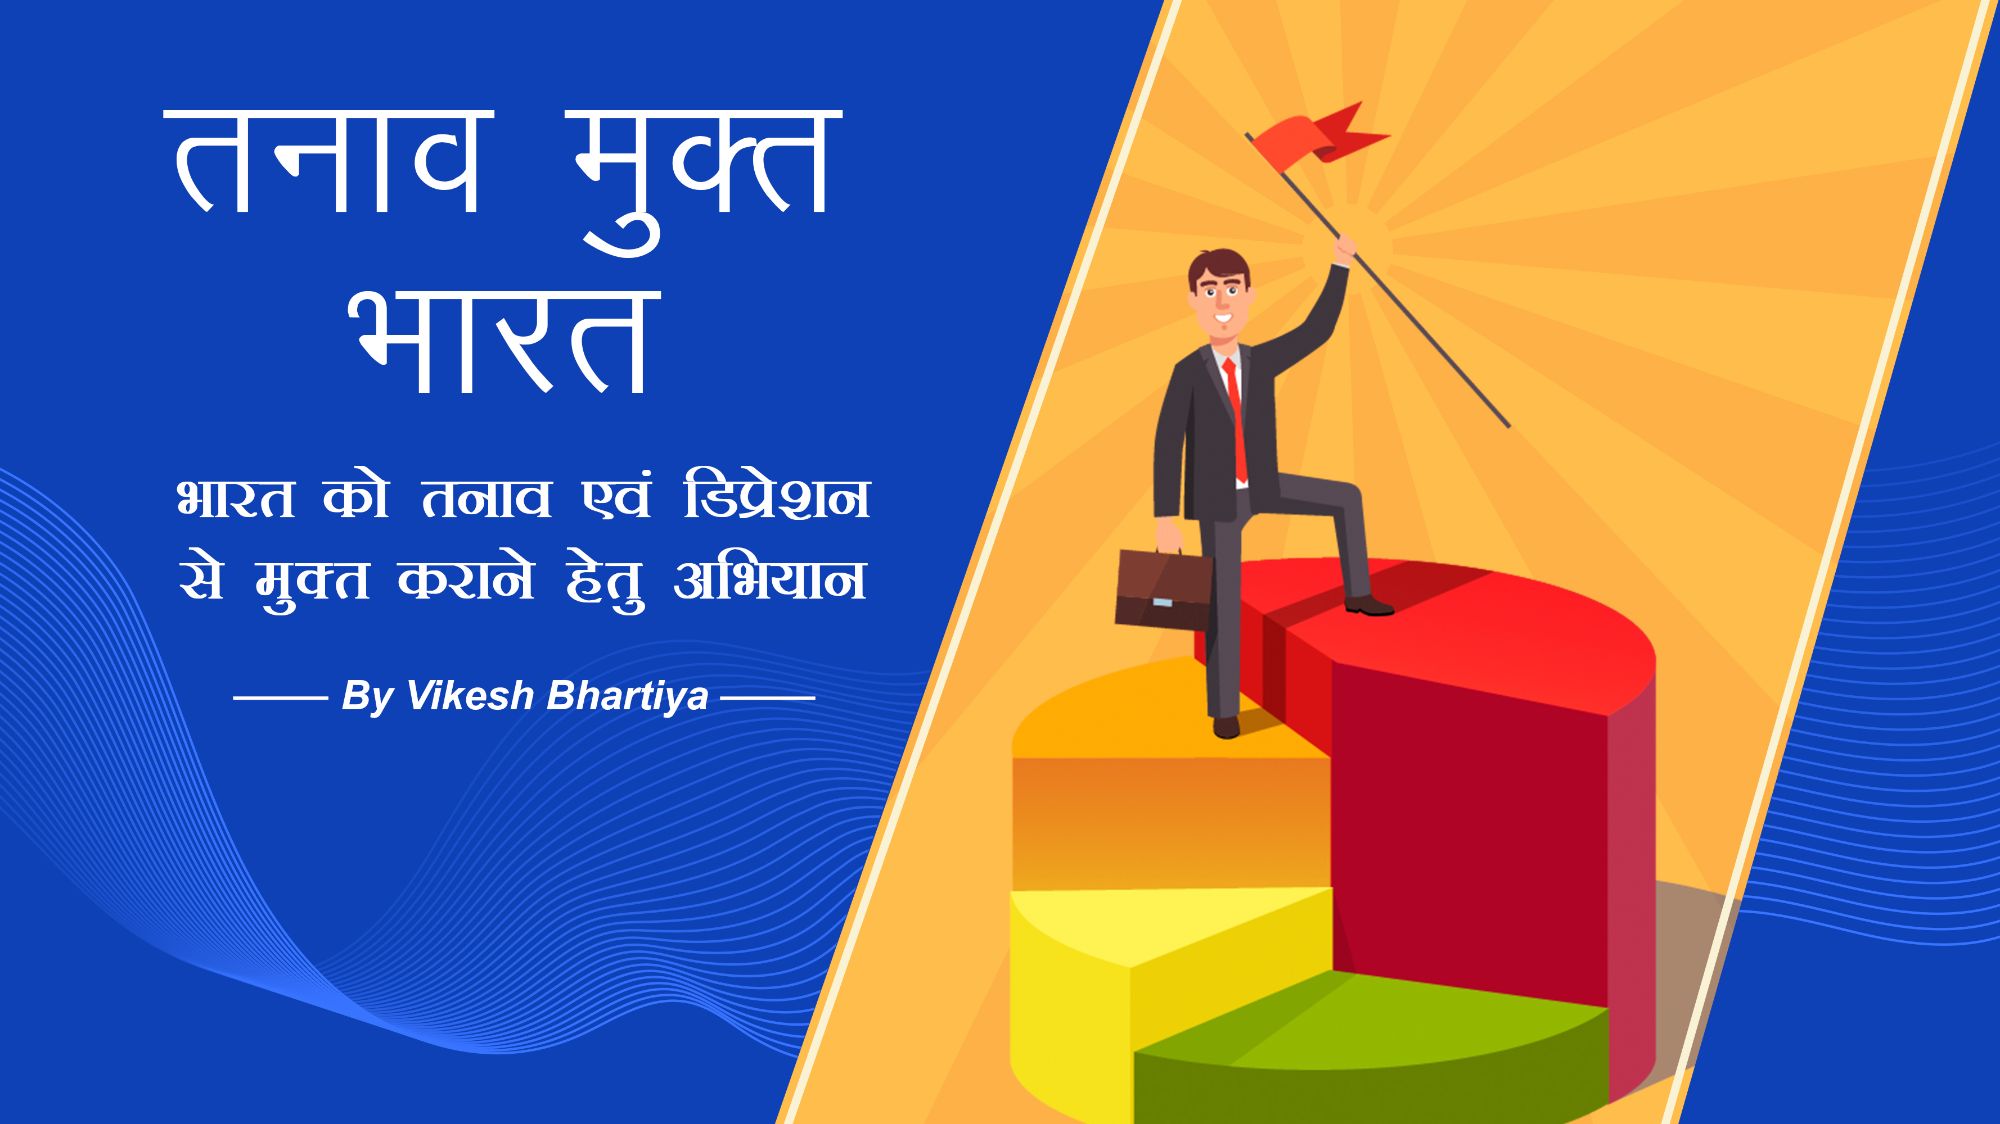 तनाव मुक्त
भारत
भारत को तनाव एवं डिप्रेशन
से मुक्त कराने हेतु अभियान
By Vikesh Bhartiya